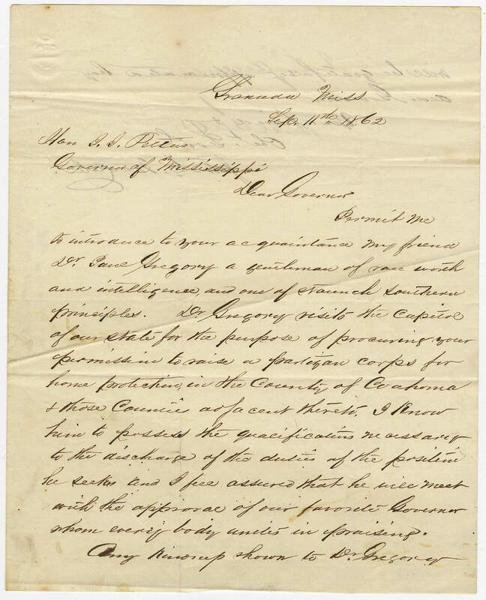 Grenada Miss.
Sep. 11th 1862
Hon J. J. Pettus
Governor of Mississippi
Dear Governor
Permit me
to introduce to your acquaintance my friend
Dr. Gregory a gentleman of rare worth
and intelligence and one of staunch Southern
principles. Dr Gregory visits the Capitol
of our state for the purpose of procuring your
permission to raise a partizan corps for
home protection, in the County of Coahoma
& those Counties adjacent thereto, I know
him to possess the qualifications necessary
to the discharge of the duties of the position
he seeks and I feel assured that he will meet
with the approval of our favorite Governor
whom every body unites in praising.
Any kindness shown to Dr Gregory